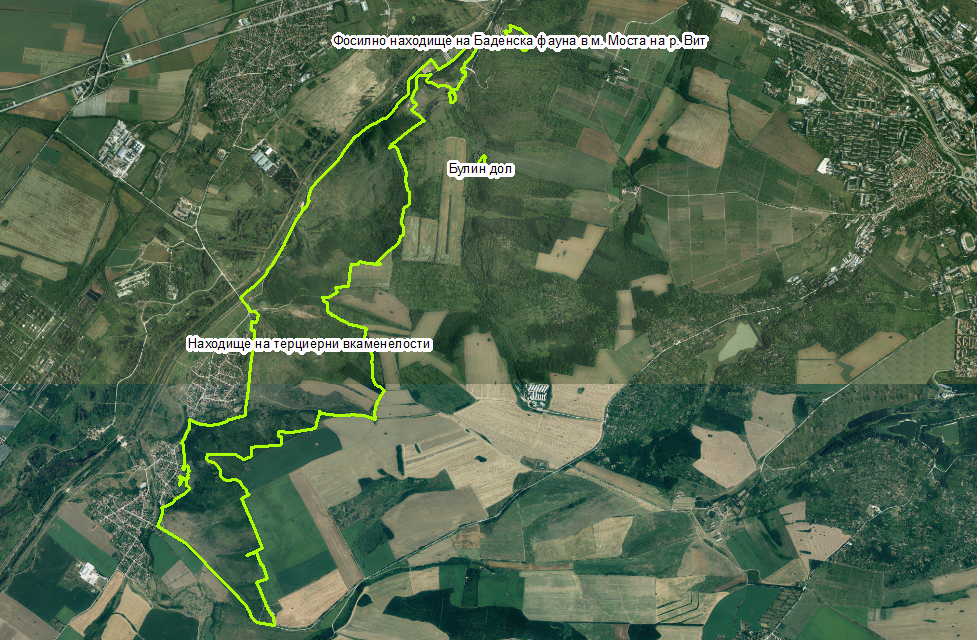 Фосилно находище на Баденска фауна в м. Моста на р. Вит
Булин дол
Находище на терциерни вкаменелости